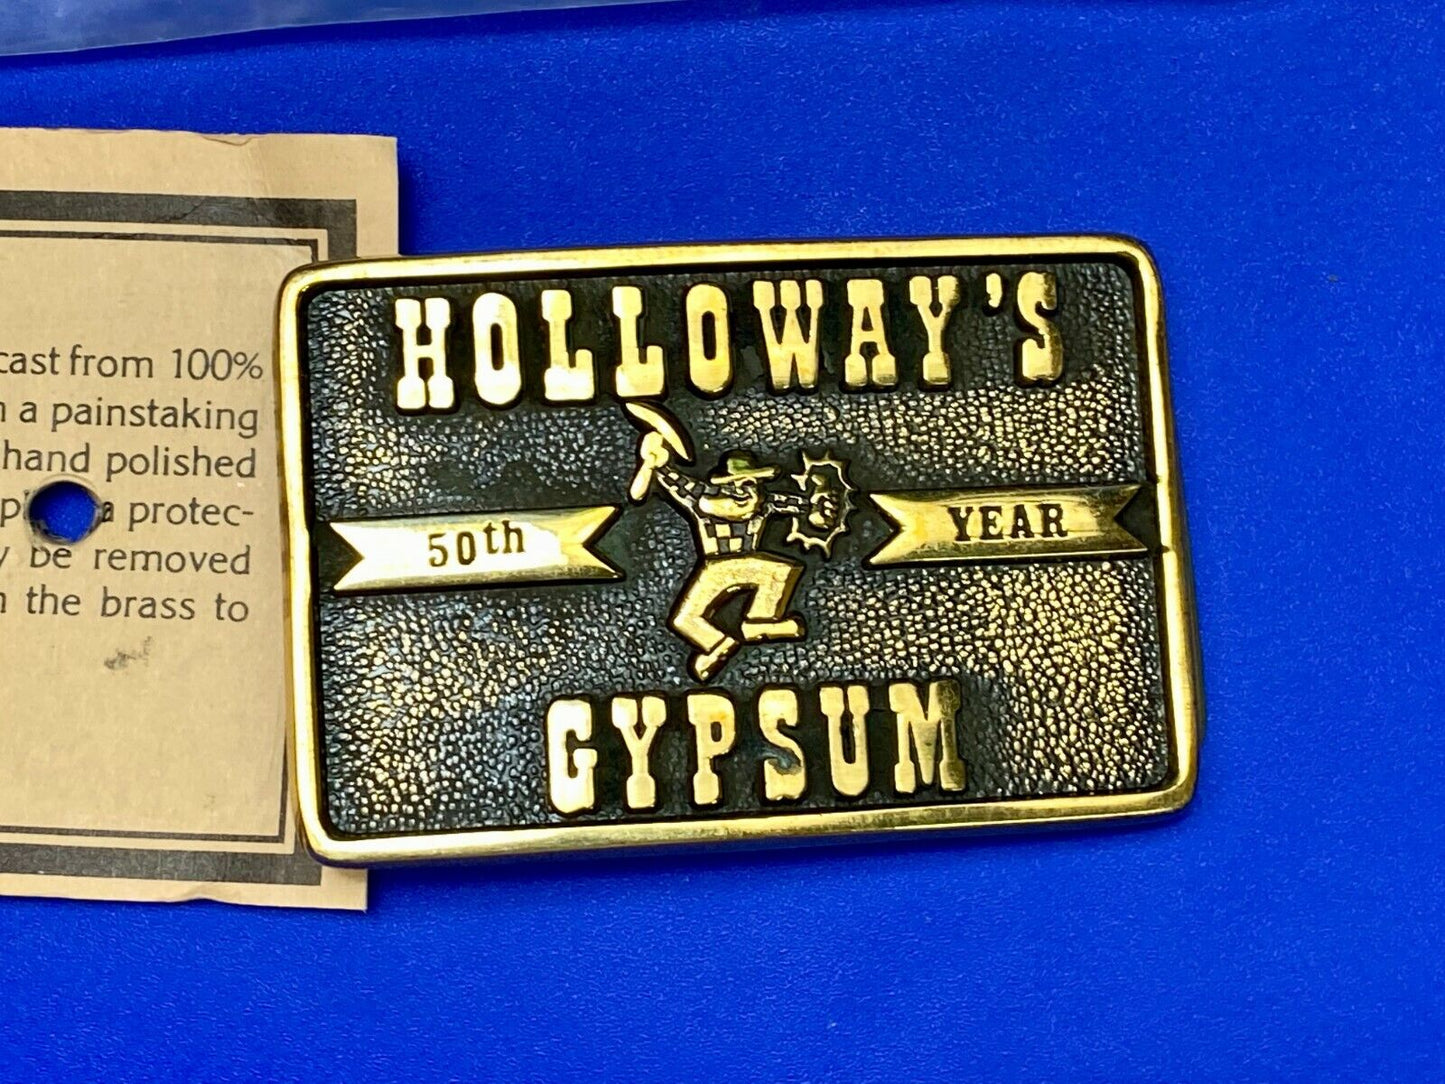 HOLLOWAY'S
50th YEAR
GYPSUM
cast from 100%
a painstaking
hand polished
a protec-
be removed
the brass to